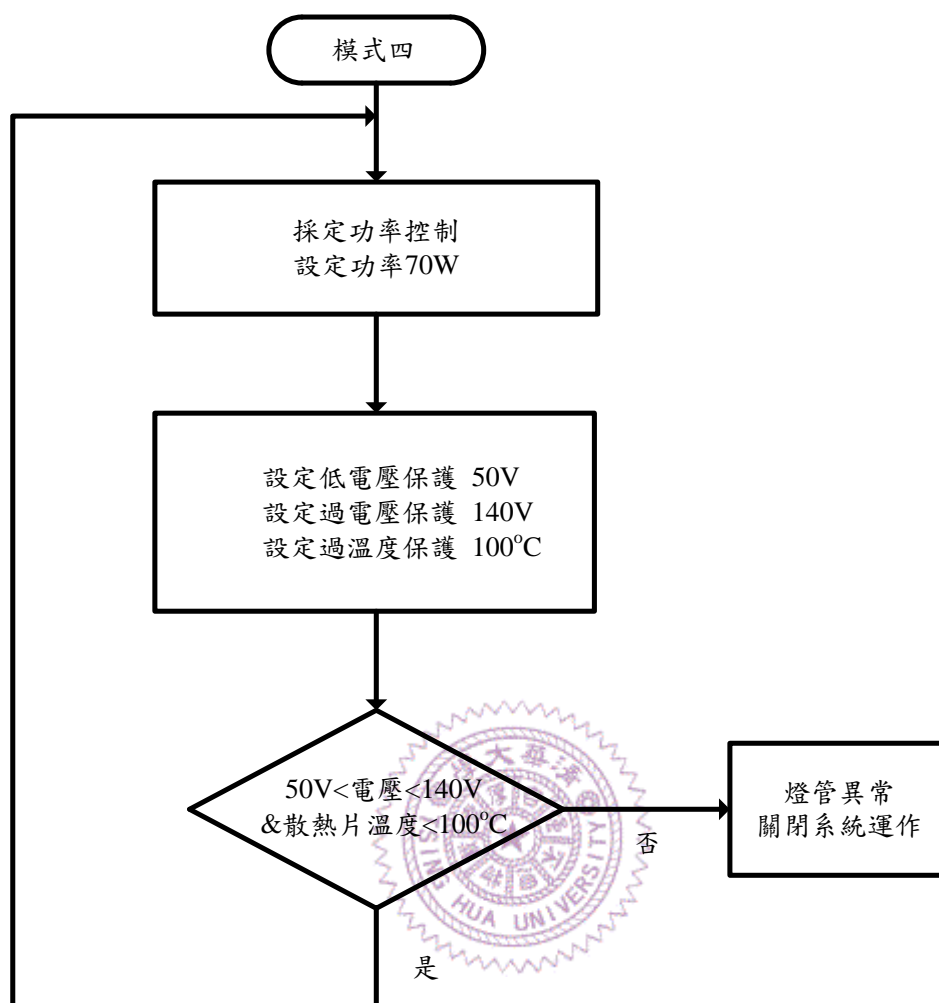 模式四
採定功率控制
設定功率70W
設定低電壓保護 50V
設定過電壓保護 140V
設定過溫度保護 100°C
50V<電壓<140V
&散熱片溫度<100°C
否
燈管異常
關閉系統運作
是
HUA UNIVERSITY